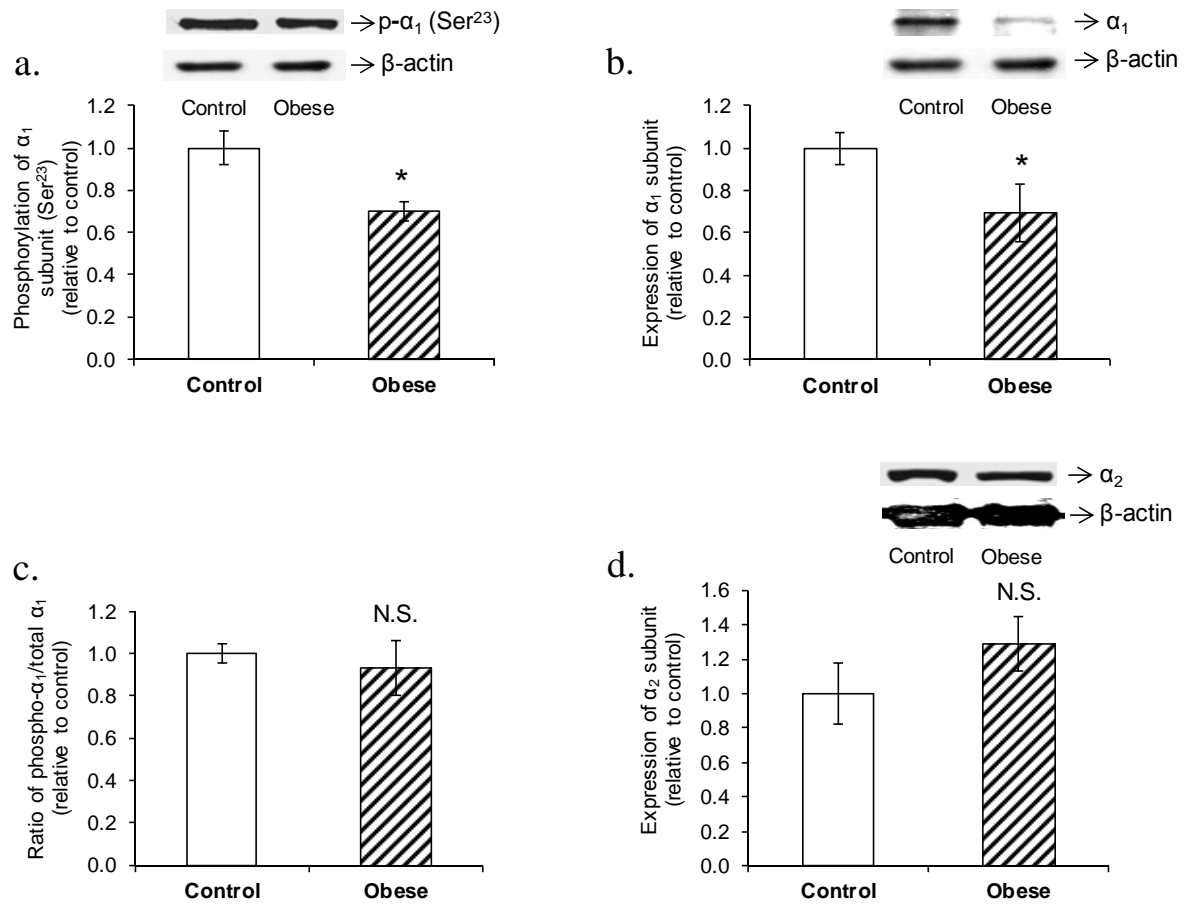 →p-α₁ (Ser²³)
→β-actin
a.
Control Obese
Phosphorylation of α₁
subunit (Ser²³)
(relative to control)
1.2
1.0
0.8
0.6
0.4
0.2
0.0
*
Control Obese
→ α₁
→ β-actin
b.
Control Obese
Expression of α₁ subunit
(relative to control)
1.2
1.0
0.8
0.6
0.4
0.2
0.0
*
Control Obese
c.
Ratio of phospho-α₁/total α₁
(relative to control)
1.2
1.0
0.8
0.6
0.4
0.2
0.0
N.S.
Control Obese
→ α₂
→ β-actin
Control Obese
d.
Expression of α₂ subunit
(relative to control)
1.6
1.4
1.2
1.0
0.8
0.6
0.4
0.2
0.0
N.S.
Control Obese